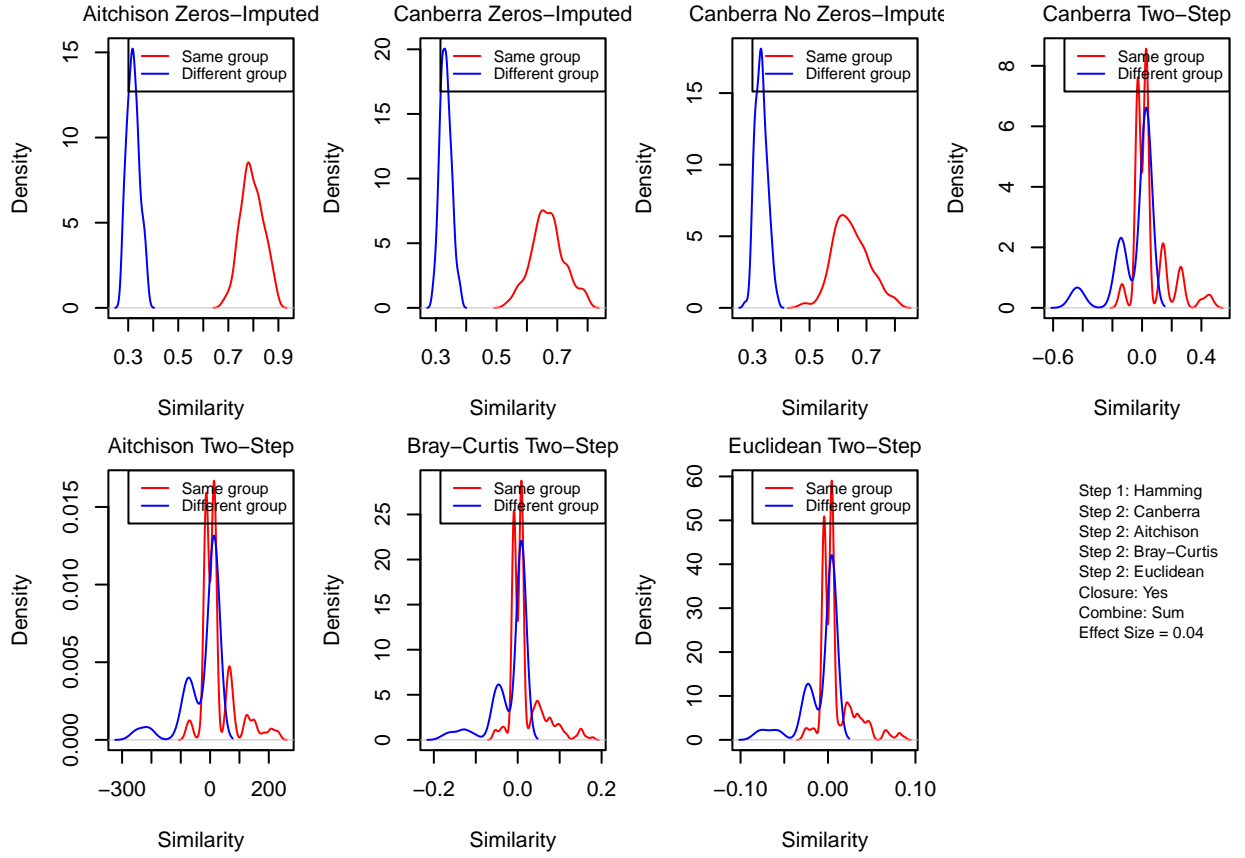 Aitchison Zeros−Imputed
Density
0 5 10 15
Same group
Different group
0.3 0.5 0.7 0.9
Similarity
Canberra Zeros−Imputed
Density
0 5 10 15 20
Same group
Different group
0.3 0.7
Similarity
Canberra No Zeros−Impute
Density
0 5 10 15
Same group
Different group
0.3 0.7
Similarity
Canberra Two−Step
Density
0 2 4 6 8
Same group
Different group
−0.6 0.0 0.4
Similarity
Aitchison Two−Step
Density
0.000 0.005 0.010 0.015
Same group
Different group
−300 0 200
Similarity
Bray−Curtis Two−Step
Density
0 5 10 15 20 25
Same group
Different group
−0.2 0.0 0.2
Similarity
Euclidean Two−Step
Density
0 10 20 30 40 50 60
Same group
Different group
−0.10 0.00 0.10
Similarity
Step 1: Hamming
Step 2: Canberra
Step 2: Aitchison
Step 2: Bray−Curtis
Step 2: Euclidean
Closure: Yes
Combine: Sum
Effect Size = 0.04